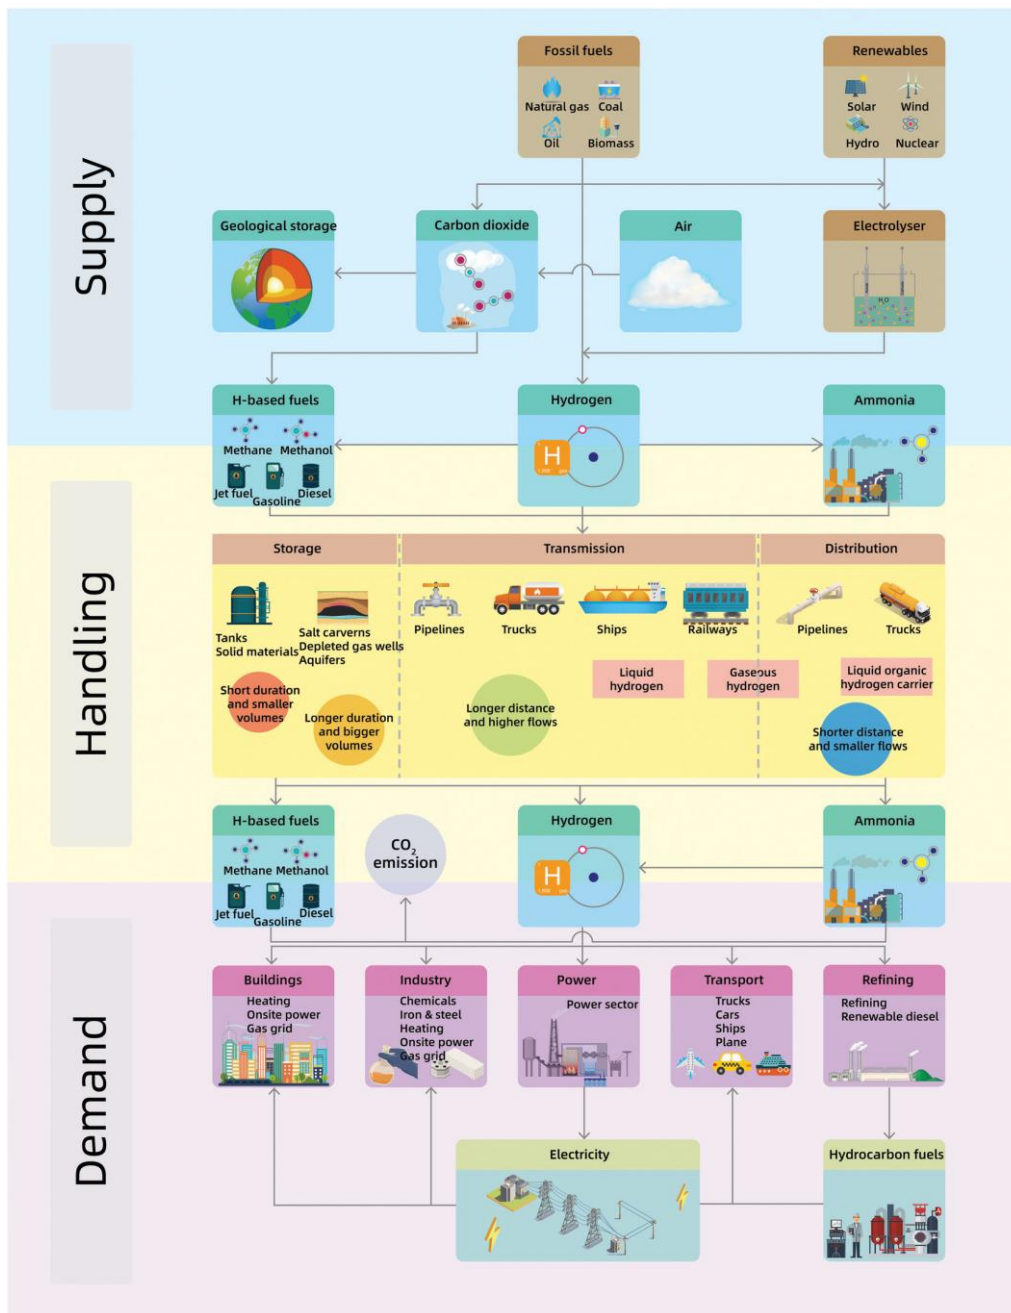 Supply
Fossil fuels
Natural gas
Coal
Oil
Biomass
Renewables
Solar
Wind
Hydro
Nuclear
Geological storage
Carbon dioxide
Air
Electrolyser
H₂O
H-based fuels
Methane
Methanol
Jet fuel
Gasoline
Diesel
Hydrogen
H
Ammonia
Handling
Storage
Transmission
Distribution
Tanks
Solid materials
Salt carverns
Depleted gas wells
Aquifers
Pipelines
Trucks
Ships
Railways
Pipelines
Trucks
Short duration
and smaller
volumes
Longer duration
and bigger
volumes
Longer distance
and higher flows
Liquid
hydrogen
Gaseous
hydrogen
Liquid organic
hydrogen carrier
Shorter distance
and smaller flows
H-based fuels
Methane
Methanol
Jet fuel
Gasoline
Diesel
CO₂
emission
Hydrogen
H
Ammonia
Demand
Buildings
Heating
Onsite power
Gas grid
Industry
Chemicals
Iron & steel
Heating
Onsite power
Gas grid
Power
Power sector
Transport
Trucks
Cars
Ships
Plane
Refining
Refining
Renewable diesel
Electricity
Hydrocarbon fuels